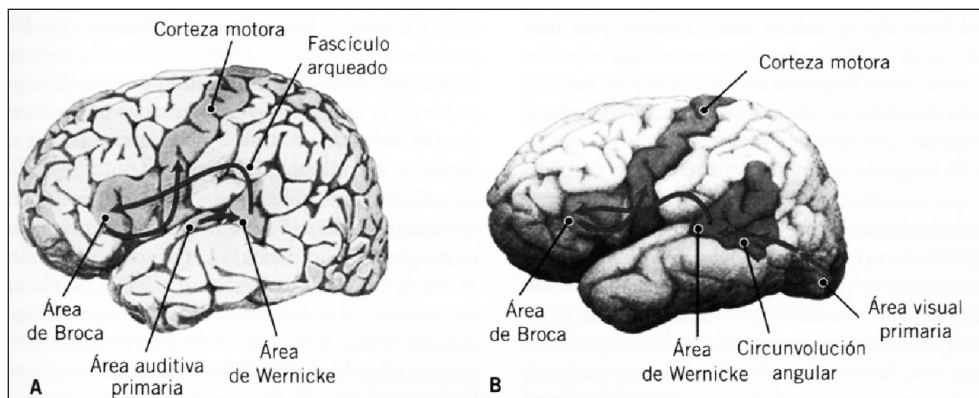 Corteza motora
Fascículo
arqueado
Área
de Broca
Área auditiva
primaria
Área
de Wernicke
A
Corteza motora
Área
de Broca
Área
de Wernicke
Circunvolución
angular
Área visual
primaria
B